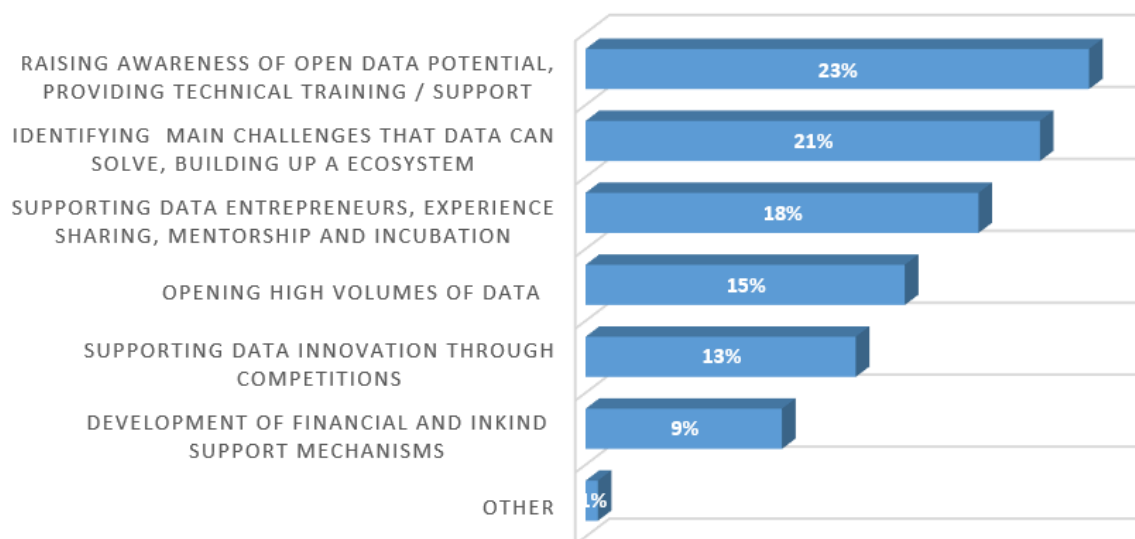 RAISING AWARENESS OF OPEN DATA POTENTIAL,
PROVIDING TECHNICAL TRAINING / SUPPORT
23%
IDENTIFYING MAIN CHALLENGES THAT DATA CAN
SOLVE, BUILDING UP A ECOSYSTEM
21%
SUPPORTING DATA ENTREPRENEURS, EXPERIENCE
SHARING, MENTORSHIP AND INCUBATION
18%
OPENING HIGH VOLUMES OF DATA
15%
SUPPORTING DATA INNOVATION THROUGH
COMPETITIONS
13%
DEVELOPMENT OF FINANCIAL AND INKIND
SUPPORT MECHANISMS
9%
OTHER
1%